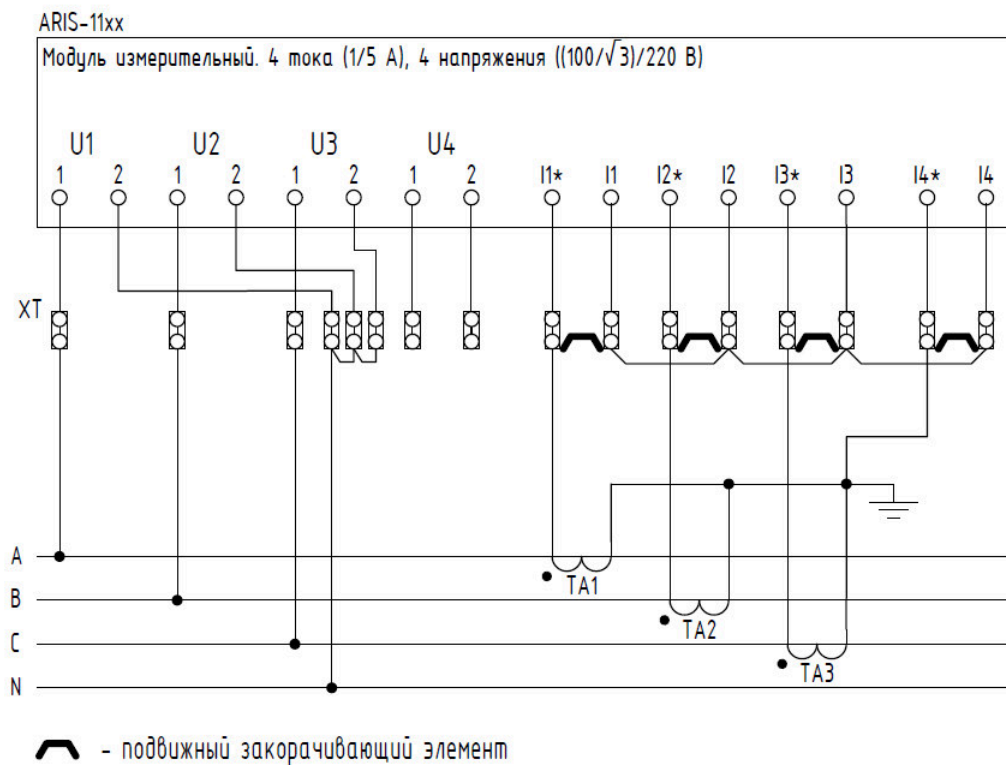 ARIS-11xx
Модуль измерительный. 4 тока (1/5 А), 4 напряжения ((100/√3)/220 В)
U1 U2 U3 U4
1 2 1 2 1 2 1 2 I1* I1 I2* I2 I3* I3 I4* I4
XT
A
TA1
B
TA2
C
TA3
N
- подвижный закорачивающий элемент